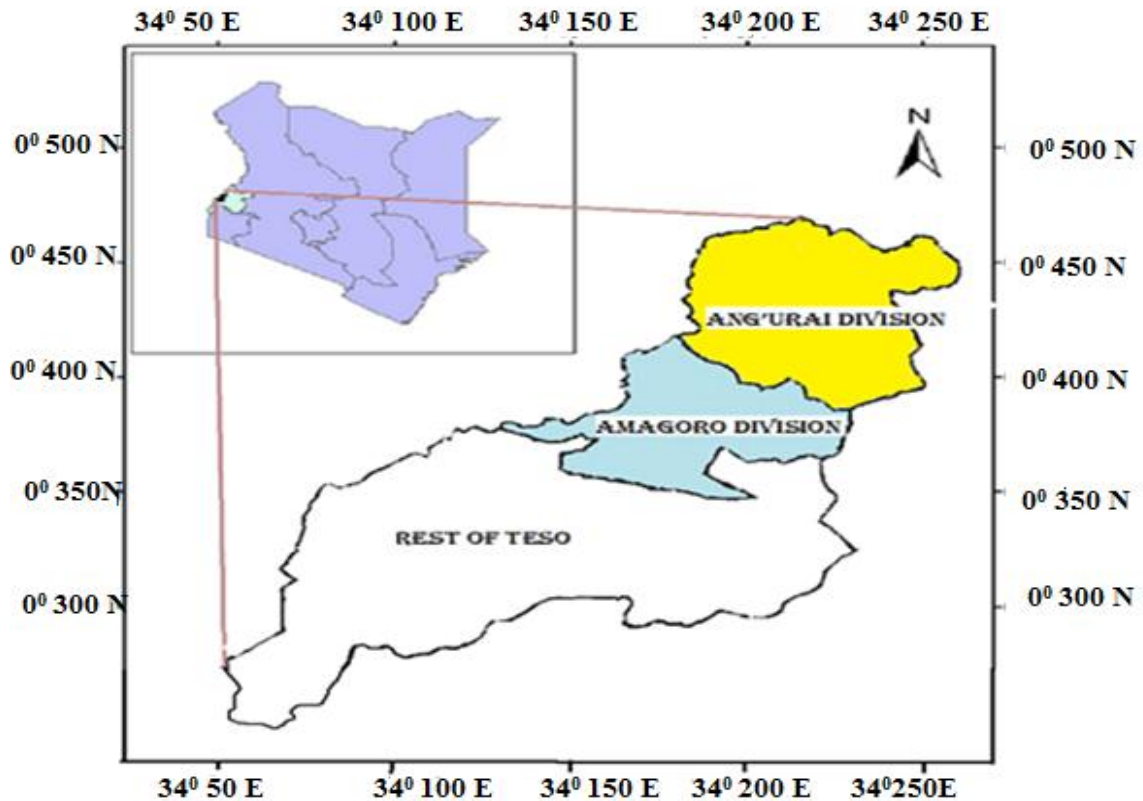 34⁰ 50 E 34⁰ 100 E 34⁰ 150 E 34⁰ 200 E 34⁰ 250 E
N
0⁰ 500 N 0⁰ 500 N
0⁰ 450 N 0⁰ 450 N
ANG'URAI DIVISION
0⁰ 400 N 0⁰ 400 N
AMAGORO DIVISION
0⁰ 350 N 0⁰ 350 N
REST OF TESO
0⁰ 300 N 0⁰ 300 N
34⁰ 50 E 34⁰ 100 E 34⁰ 150 E 34⁰ 200 E 34⁰250 E